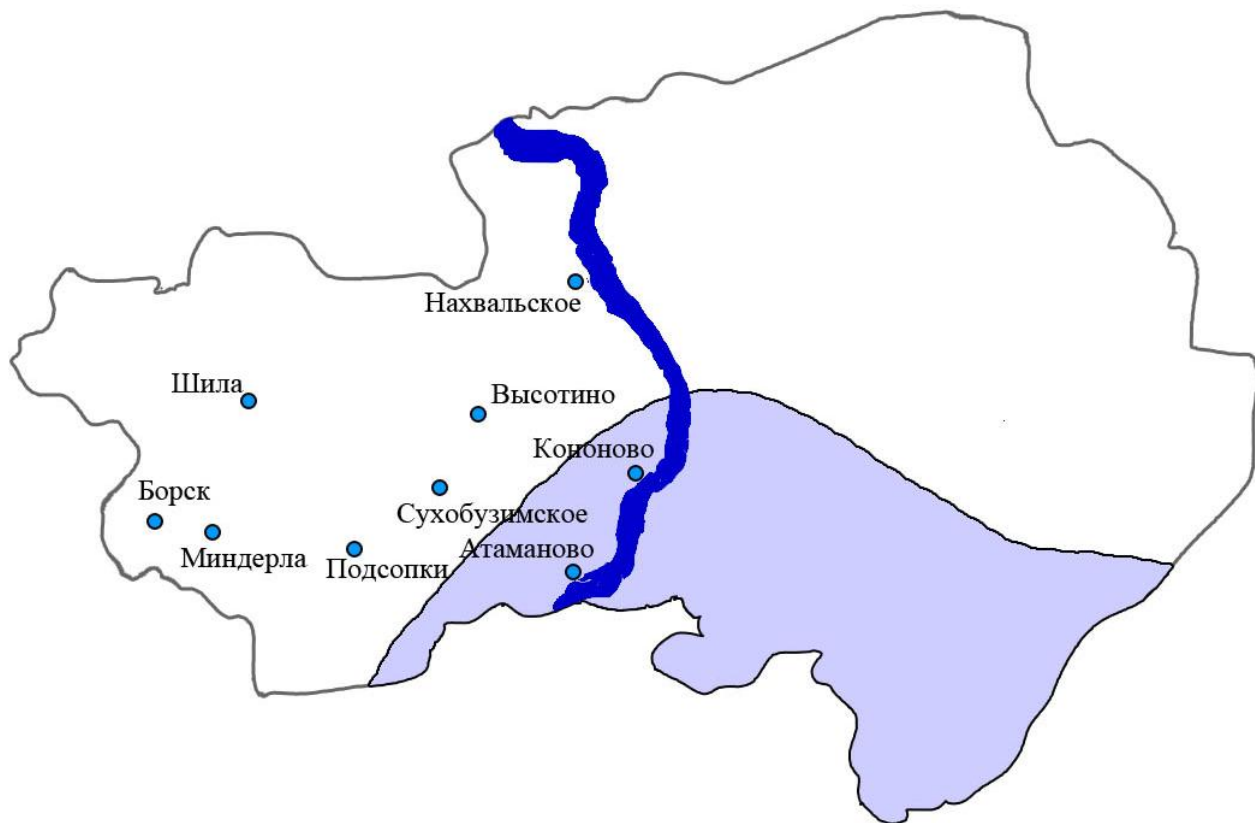 Нахвальское
Шила
Высотино
Кононово
Борск
Сухобузимское
Миндерла
Подсопки
Атаманово